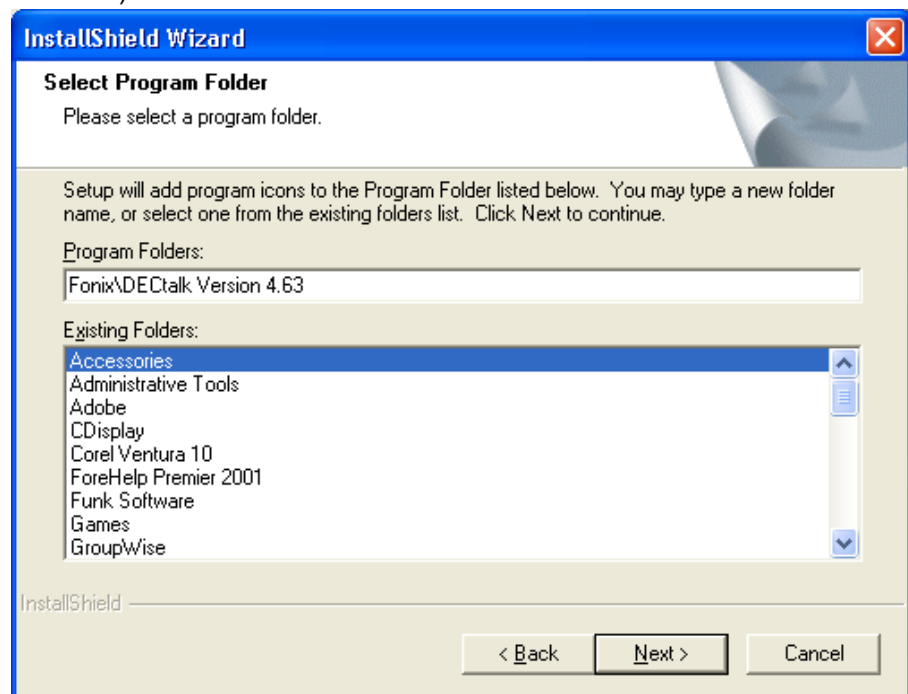 InstallShield Wizard
Select Program Folder
Please select a program folder.
Setup will add program icons to the Program Folder listed below. You may type a new folder
name, or select one from the existing folders list. Click Next to continue.
Program Folders:
Fonix\DECtalk Version 4.63
Existing Folders:
Accessories
Administrative Tools
Adobe
CDisplay
Corel Ventura 10
ForeHelp Premier 2001
Funk Software
Games
GroupWise
InstallShield
< Back
Next >
Cancel